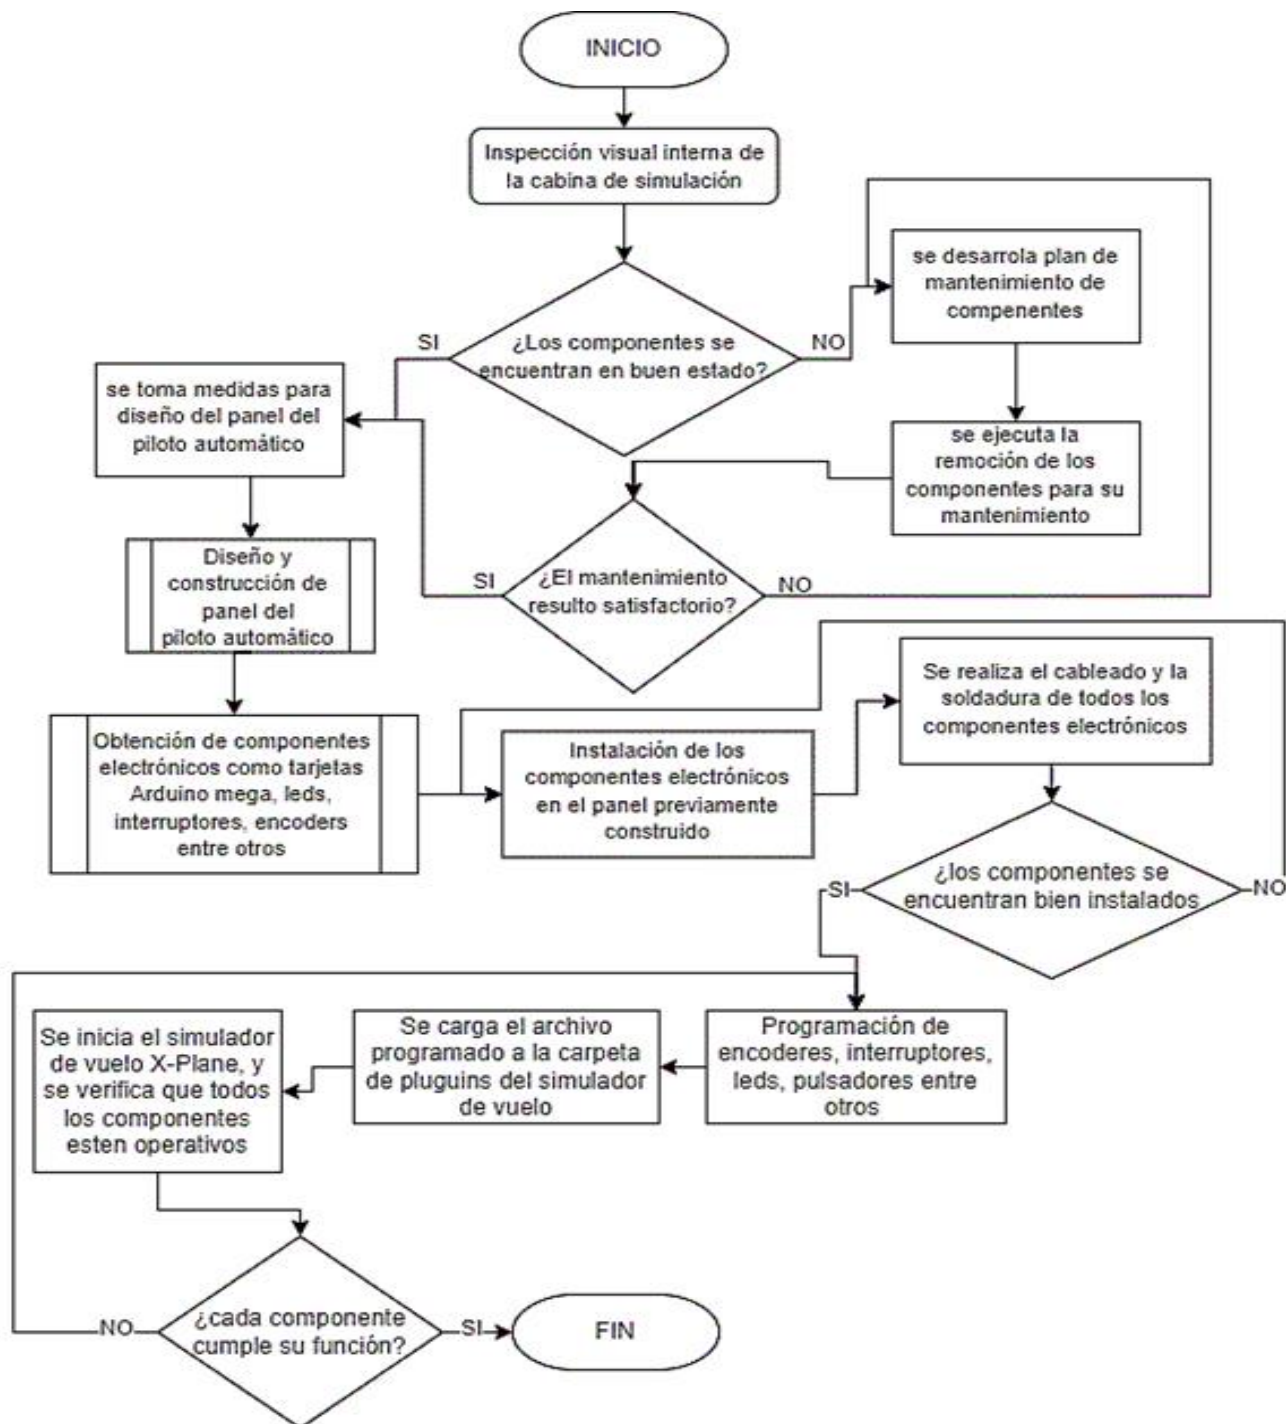 INICIO
Inspección visual interna de
la cabina de simulación
¿Los componentes se
encuentran en buen estado?
SI
NO
se desarrola plan de
mantenimiento de
compenentes
se ejecuta la
remoción de los
componentes para su
mantenimiento
¿El mantenimiento
resulto satisfactorio?
SI
NO
se toma medidas para
diseño del panel del
piloto automático
Diseño y
construcción de
panel del
piloto automático
Obtención de componentes
electrónicos como tarjetas
Arduino mega, leds,
interruptores, encoders
entre otros
Instalación de los
componentes electrónicos
en el panel previamente
construido
Se realiza el cableado y la
soldadura de todos los
componentes electrónicos
¿los componentes se
encuentran bien instalados
SI
NO
Programación de
encoderes, interruptores,
leds, pulsadores entre
otros
Se carga el archivo
programado a la carpeta
de pluguins del simulador
de vuelo
Se inicia el simulador
de vuelo X-Plane, y
se verifica que todos
los componentes
esten operativos
¿cada componente
cumple su función?
NO
SI
FIN